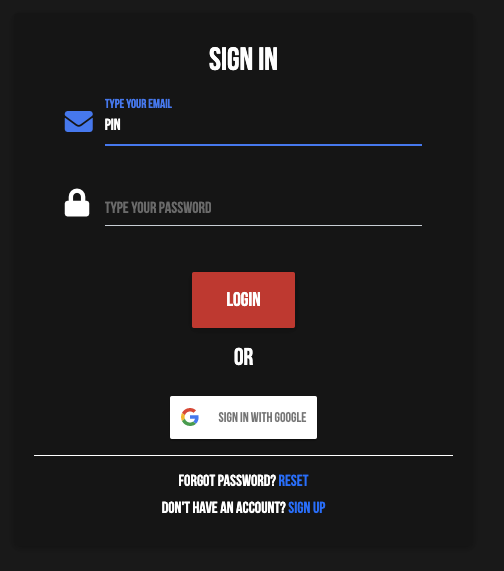 SIGN IN
TYPE YOUR EMAIL
PIN
TYPE YOUR PASSWORD
LOGIN
OR
SIGN IN WITH GOOGLE
FORGOT PASSWORD? RESET
DON'T HAVE AN ACCOUNT? SIGN UP